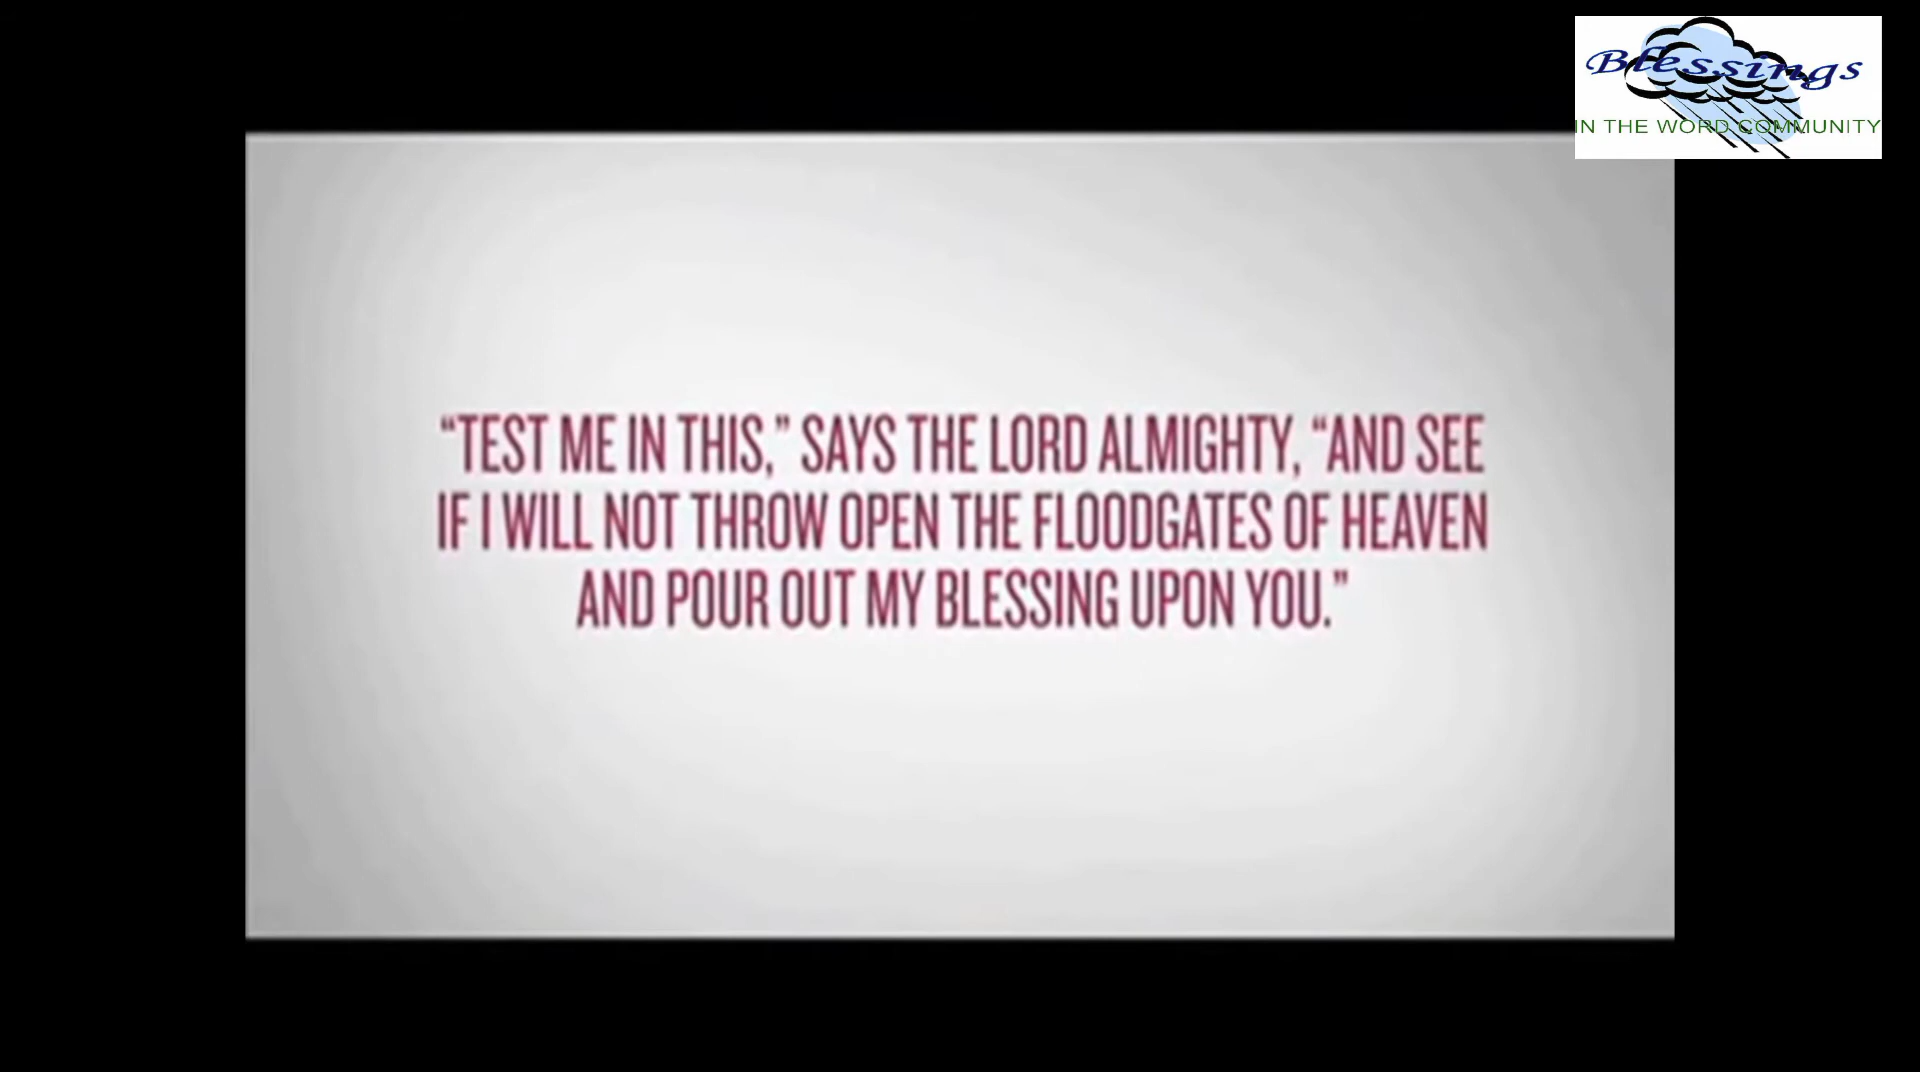 Blessings
IN THE WORD COMMUNITY
“TEST ME IN THIS,” SAYS THE LORD ALMIGHTY, “AND SEE
IF I WILL NOT THROW OPEN THE FLOODGATES OF HEAVEN
AND POUR OUT MY BLESSING UPON YOU.”